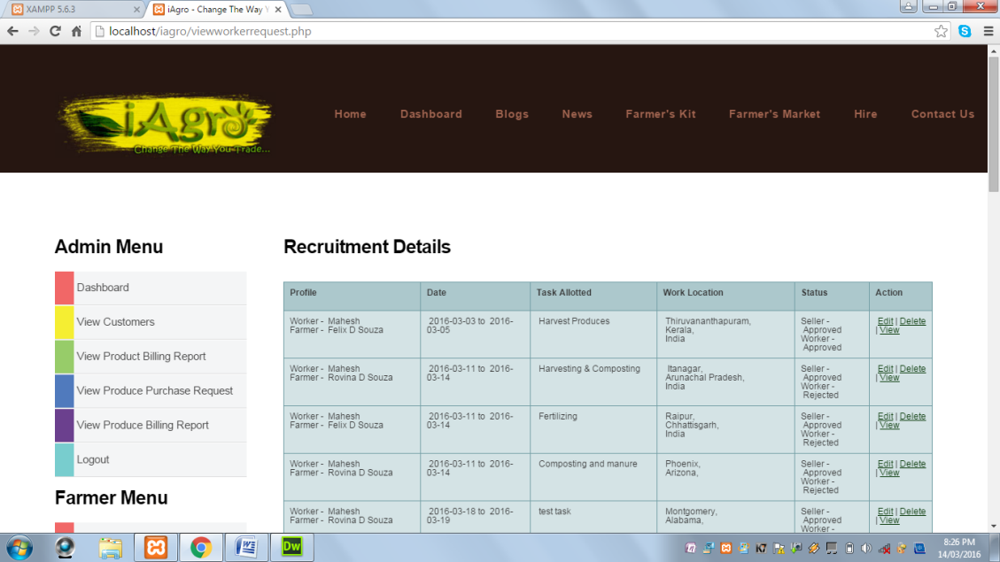 XAMPP 5.6.3
iAgro - Change The Way Y
localhost/iagro/viewworkerrequest.php
iAgro
Change The Way You Trade...
Home Dashboard Blogs News Farmer's Kit Farmer's Market Hire Contact Us
Admin Menu
Dashboard
View Customers
View Product Billing Report
View Produce Purchase Request
View Produce Billing Report
Logout
Farmer Menu
Recruitment Details
Profile Date Task Allotted Work Location Status Action
Worker - Mahesh 2016-03-03 to 2016- Harvest Produces Thiruvananthapuram, Seller - Edit | Delete
Farmer - Felix D Souza 03-05 Kerala, Approved | View
India Worker -
Approved
Worker - Mahesh 2016-03-11 to 2016- Harvesting & Composting Itanagar, Seller - Edit | Delete
Farmer - Rovina D Souza 03-14 Arunachal Pradesh, Approved | View
India Worker -
Rejected
Worker - Mahesh 2016-03-11 to 2016- Fertilizing Raipur, Seller - Edit | Delete
Farmer - Felix D Souza 03-14 Chhattisgarh, Approved | View
India Worker -
Rejected
Worker - Mahesh 2016-03-11 to 2016- Composting and manure Phoenix, Seller - Edit | Delete
Farmer - Rovina D Souza 03-14 Arizona, Approved | View
Worker -
Rejected
Worker - Mahesh 2016-03-18 to 2016- test task Montgomery, Seller - Edit | Delete
Farmer - Rovina D Souza 03-19 Alabama, Approved | View
Worker -
Dw
8:26 PM
14/03/2016